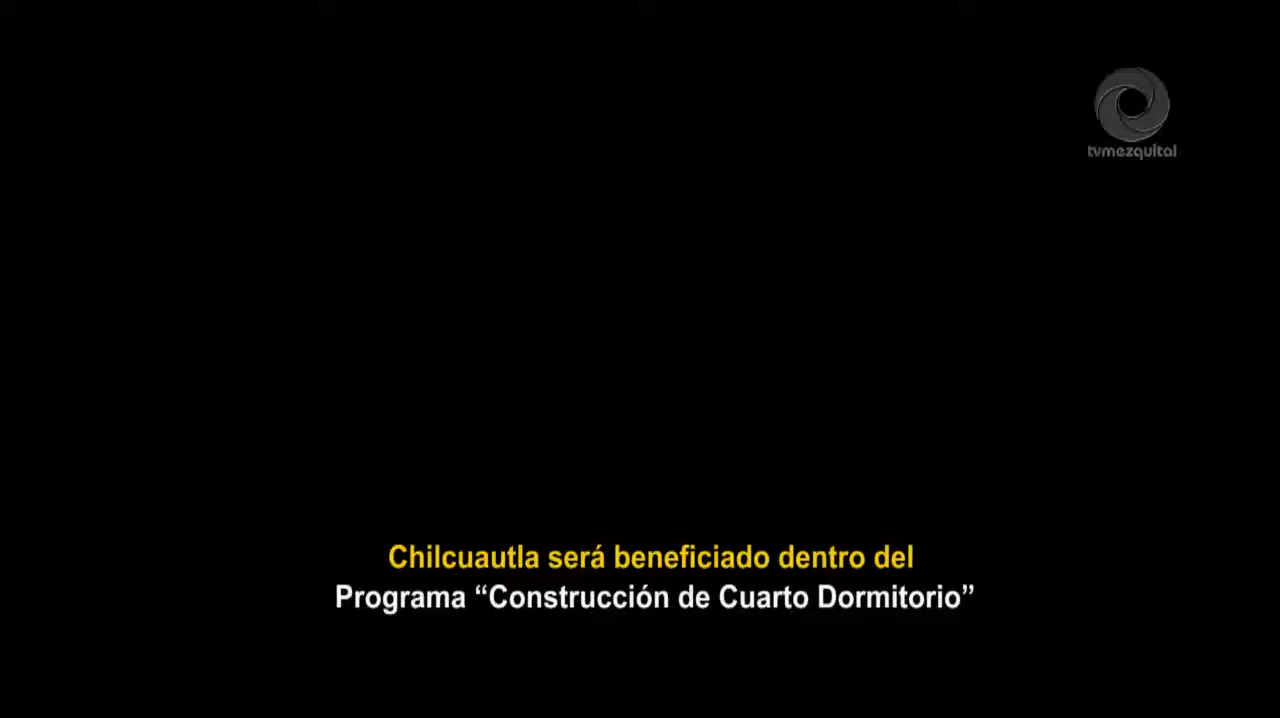 tvmezquital
Chilcuautla será beneficiado dentro del
Programa “Construcción de Cuarto Dormitorio”